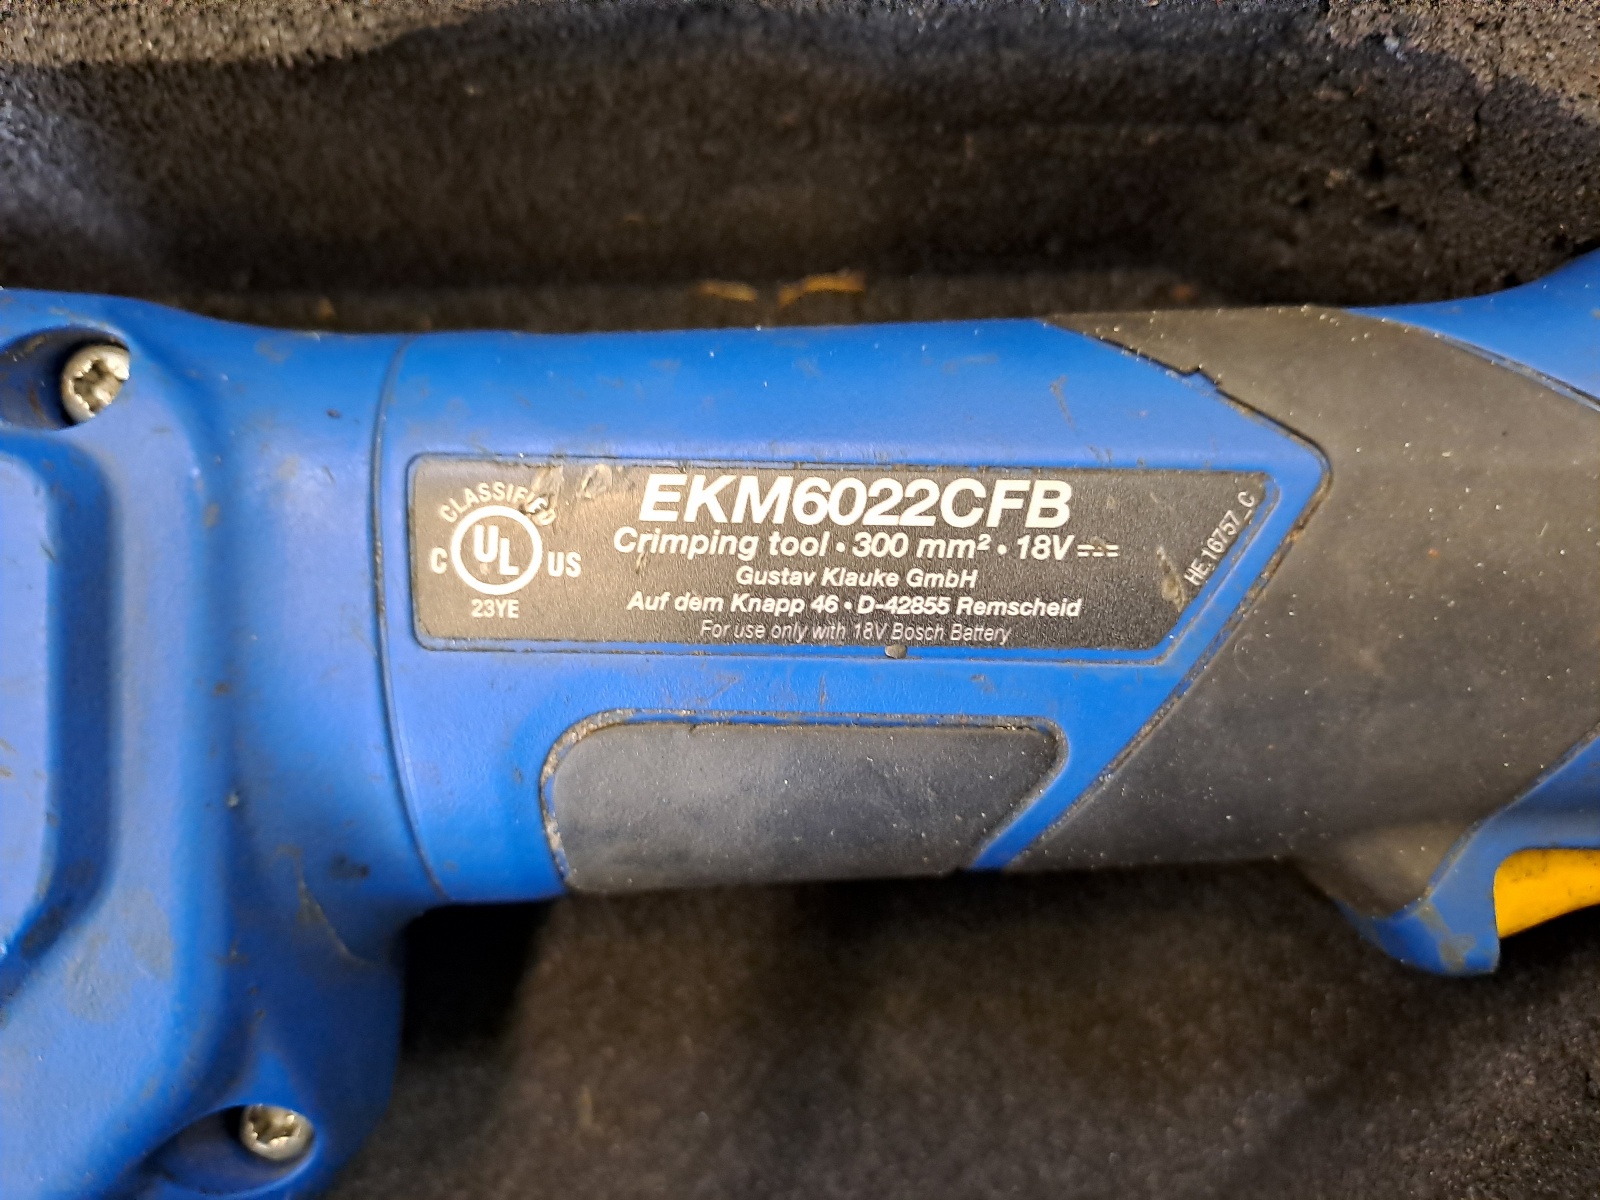 CLASSIFIED
C UL US
23YE
EKM6022CFB
Crimping tool • 300 mm² • 18V ⎓
Gustav Klauke GmbH
Auf dem Knapp 46 • D-42855 Remscheid
For use only with 18V Bosch Battery
HE.16757_C